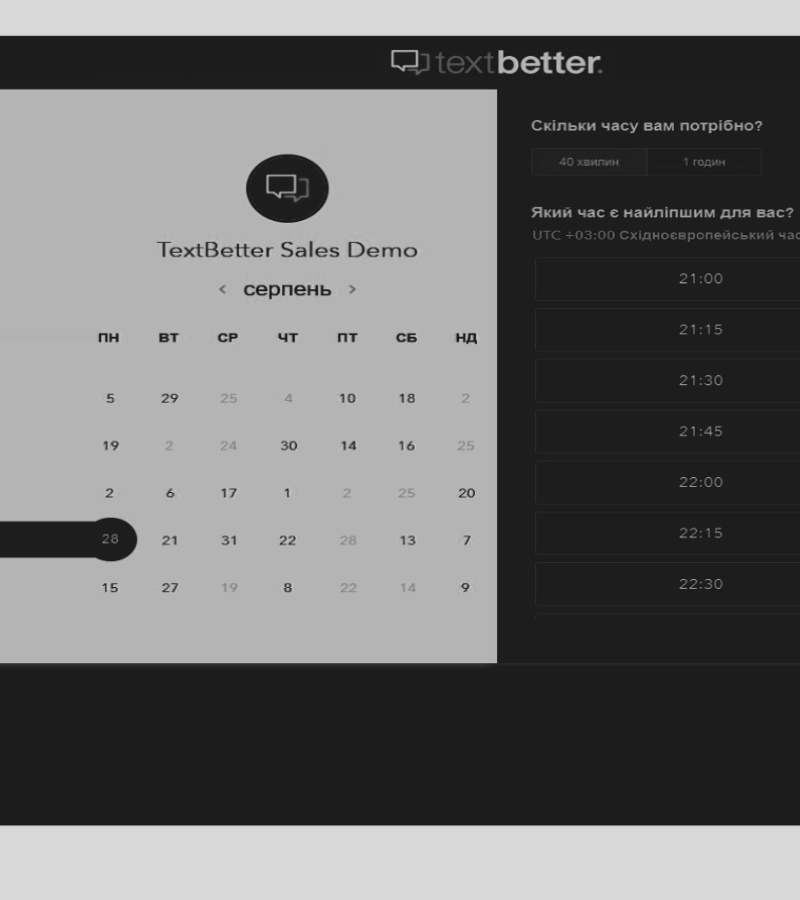 textbetter.
TextBetter Sales Demo
< серпень >
ПН ВТ СР ЧТ ПТ СБ НД
5 29 25 4 10 18 2
19 2 24 30 14 16 25
2 6 17 1 2 25 20
28 21 31 22 28 13 7
15 27 19 8 22 14 9
Скільки часу вам потрібно?
40 хвилин 1 годин
Який час є найліпшим для вас?
UTC +03:00 Східноєвропейський час
21:00
21:15
21:30
21:45
22:00
22:15
22:30